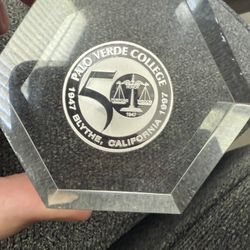 PALO VERDE COLLEGE
50
1947
1947 BLYTHE, CALIFORNIA 1997